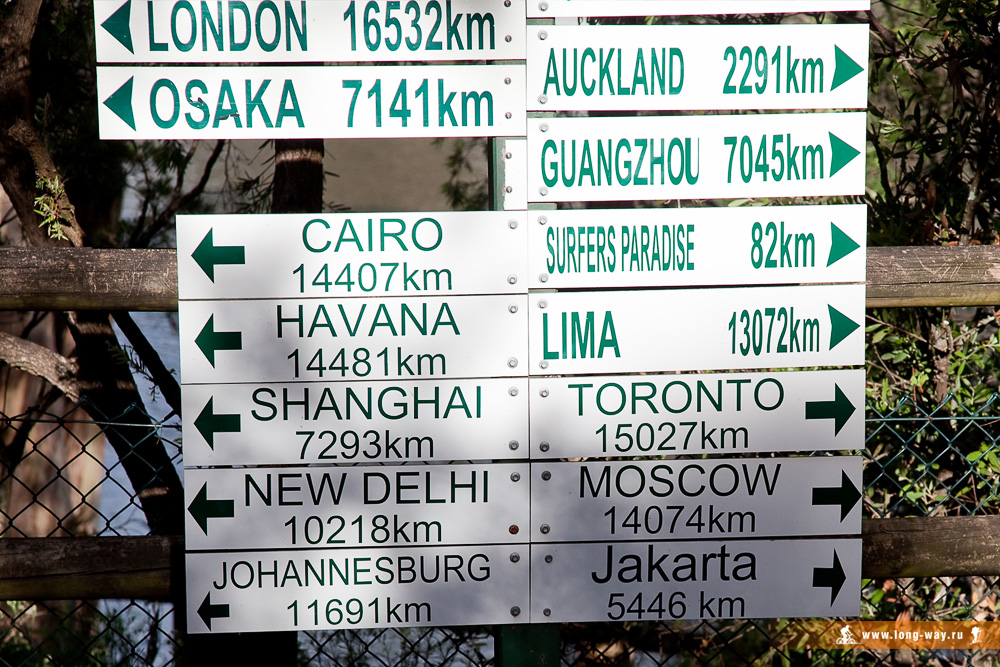 LONDON 16532km
OSAKA 7141km
CAIRO
14407km
HAVANA
14481km
SHANGHAI
7293km
NEW DELHI
10218km
JOHANNESBURG
11691km
AUCKLAND 2291km
GUANGZHOU 7045km
SURFERS PARADISE 82km
LIMA 13072km
TORONTO
15027km
MOSCOW
14074km
Jakarta
5446 km
www.long-way.ru